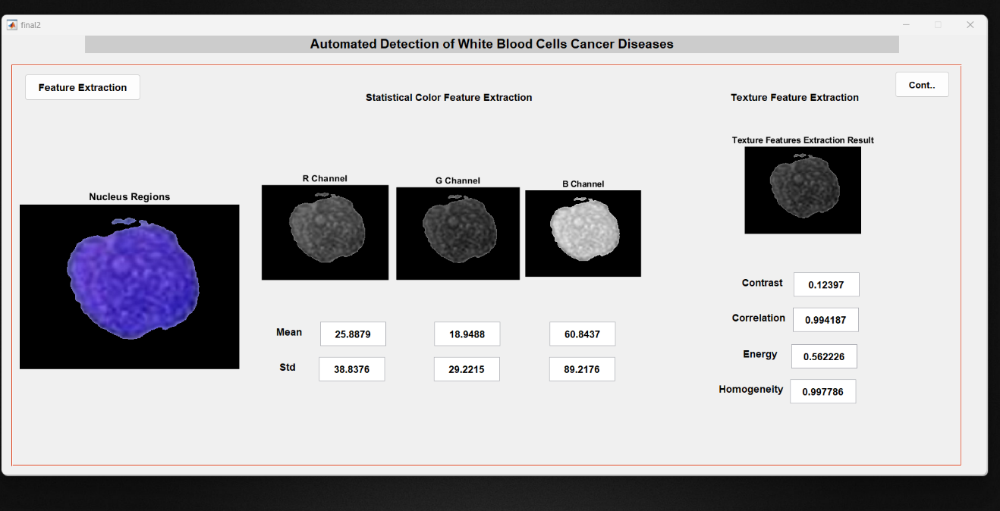 final2
Automated Detection of White Blood Cells Cancer Diseases
Feature Extraction
Cont..
Statistical Color Feature Extraction
Texture Feature Extraction
Texture Features Extraction Result
R Channel
G Channel
B Channel
Nucleus Regions
Mean 25.8879 18.9488 60.8437
Std 38.8376 29.2215 89.2176
Contrast 0.12397
Correlation 0.994187
Energy 0.562226
Homogeneity 0.997786